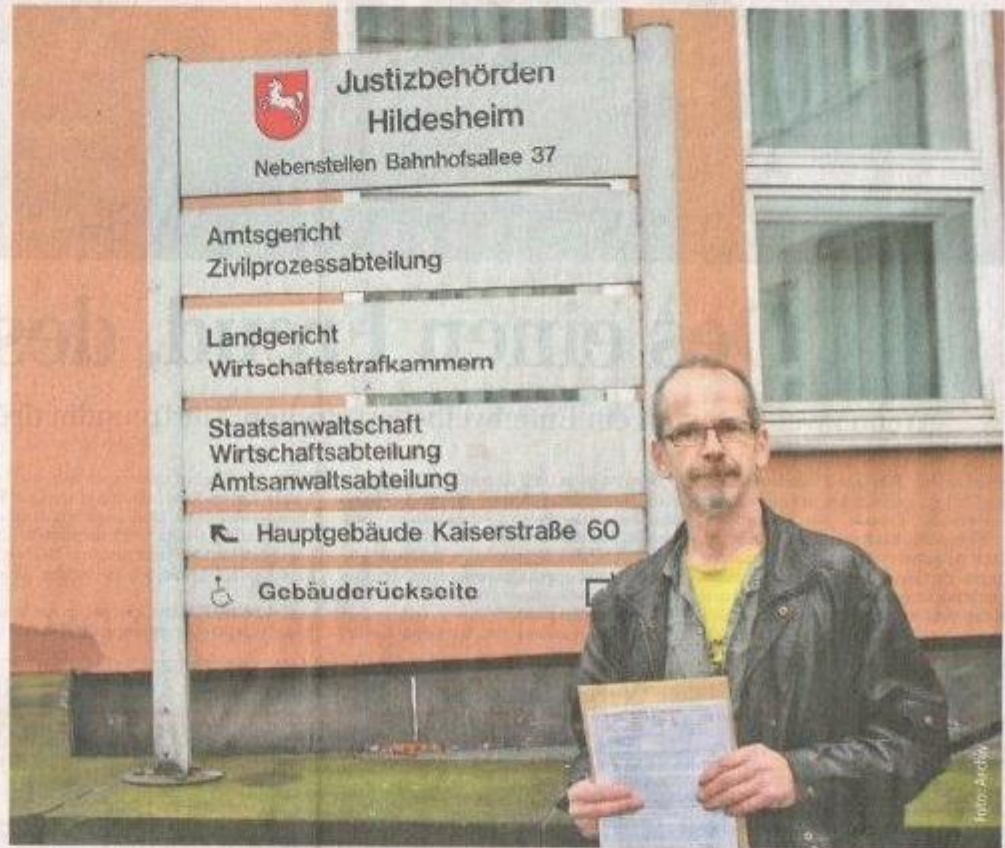 Justizbehörden
Hildesheim
Nebenstellen Bahnhofsallee 37
Amtsgericht
Zivilprozessabteilung
Landgericht
Wirtschaftsstrafkammern
Staatsanwaltschaft
Wirtschaftsabteilung
Amtsanwaltsabteilung
Hauptgebäude Kaiserstraße 60
Gebäuderückseite
Foto: Archiv